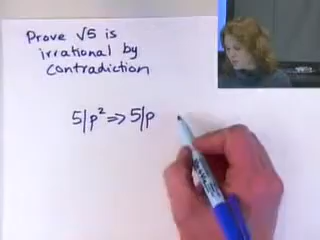 Prove √5 is
irrational by
contradiction
5|p² => 5|p